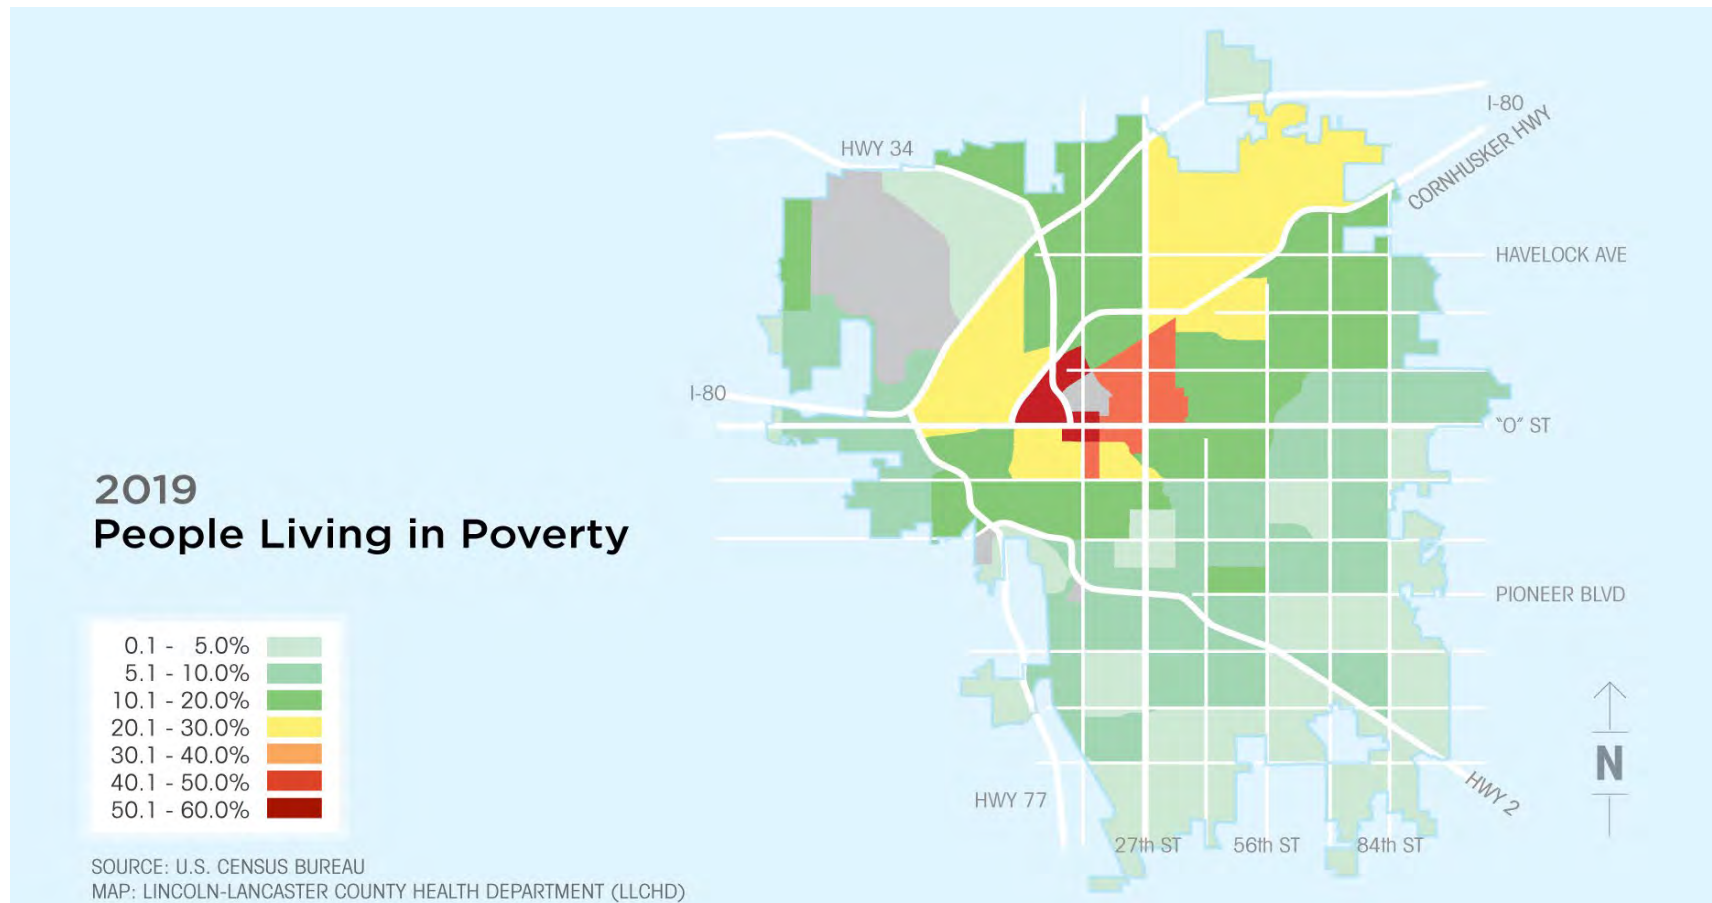 I-80
CORNHUSKER HWY
HWY 34
HAVELOCK AVE
I-80
"O" ST
2019
People Living in Poverty
PIONEER BLVD
0.1 - 5.0%
5.1 - 10.0%
10.1 - 20.0%
20.1 - 30.0%
30.1 - 40.0%
40.1 - 50.0%
50.1 - 60.0%
N
HWY 77
HWY 2
27th ST
56th ST
84th ST
SOURCE: U.S. CENSUS BUREAU
MAP: LINCOLN-LANCASTER COUNTY HEALTH DEPARTMENT (LLCHD)